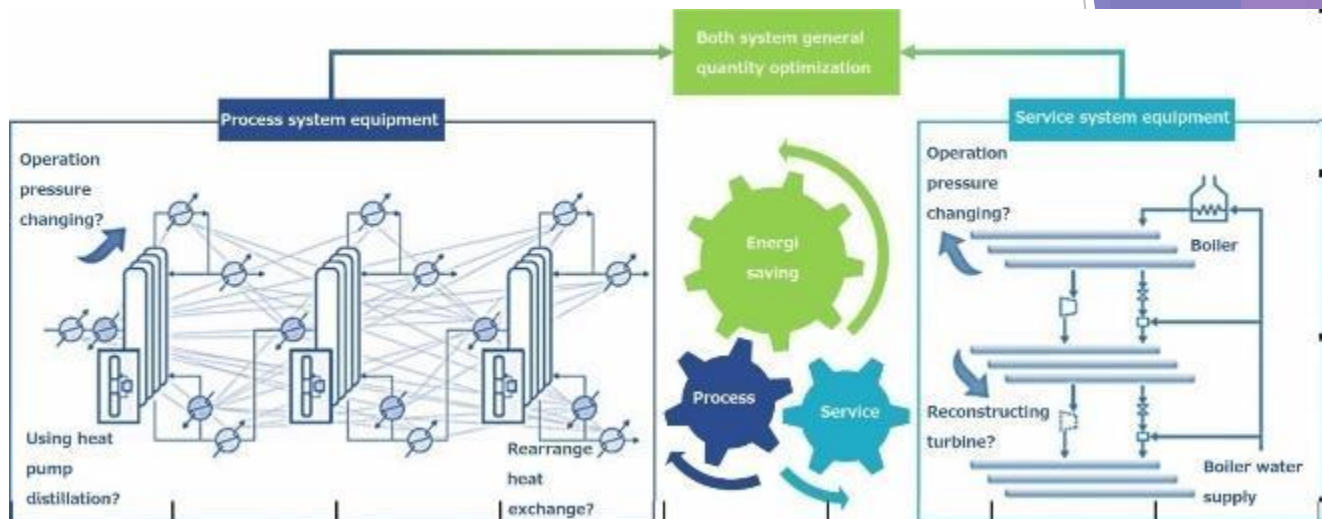 Both system general
quantity optimization
Process system equipment
Service system equipment
Operation
pressure
changing?
Using heat
pump
distillation?
Rearrange
heat
exchange?
Energi
saving
Process
Service
Operation
pressure
changing?
Boiler
Reconstructing
turbine?
Boiler water
supply